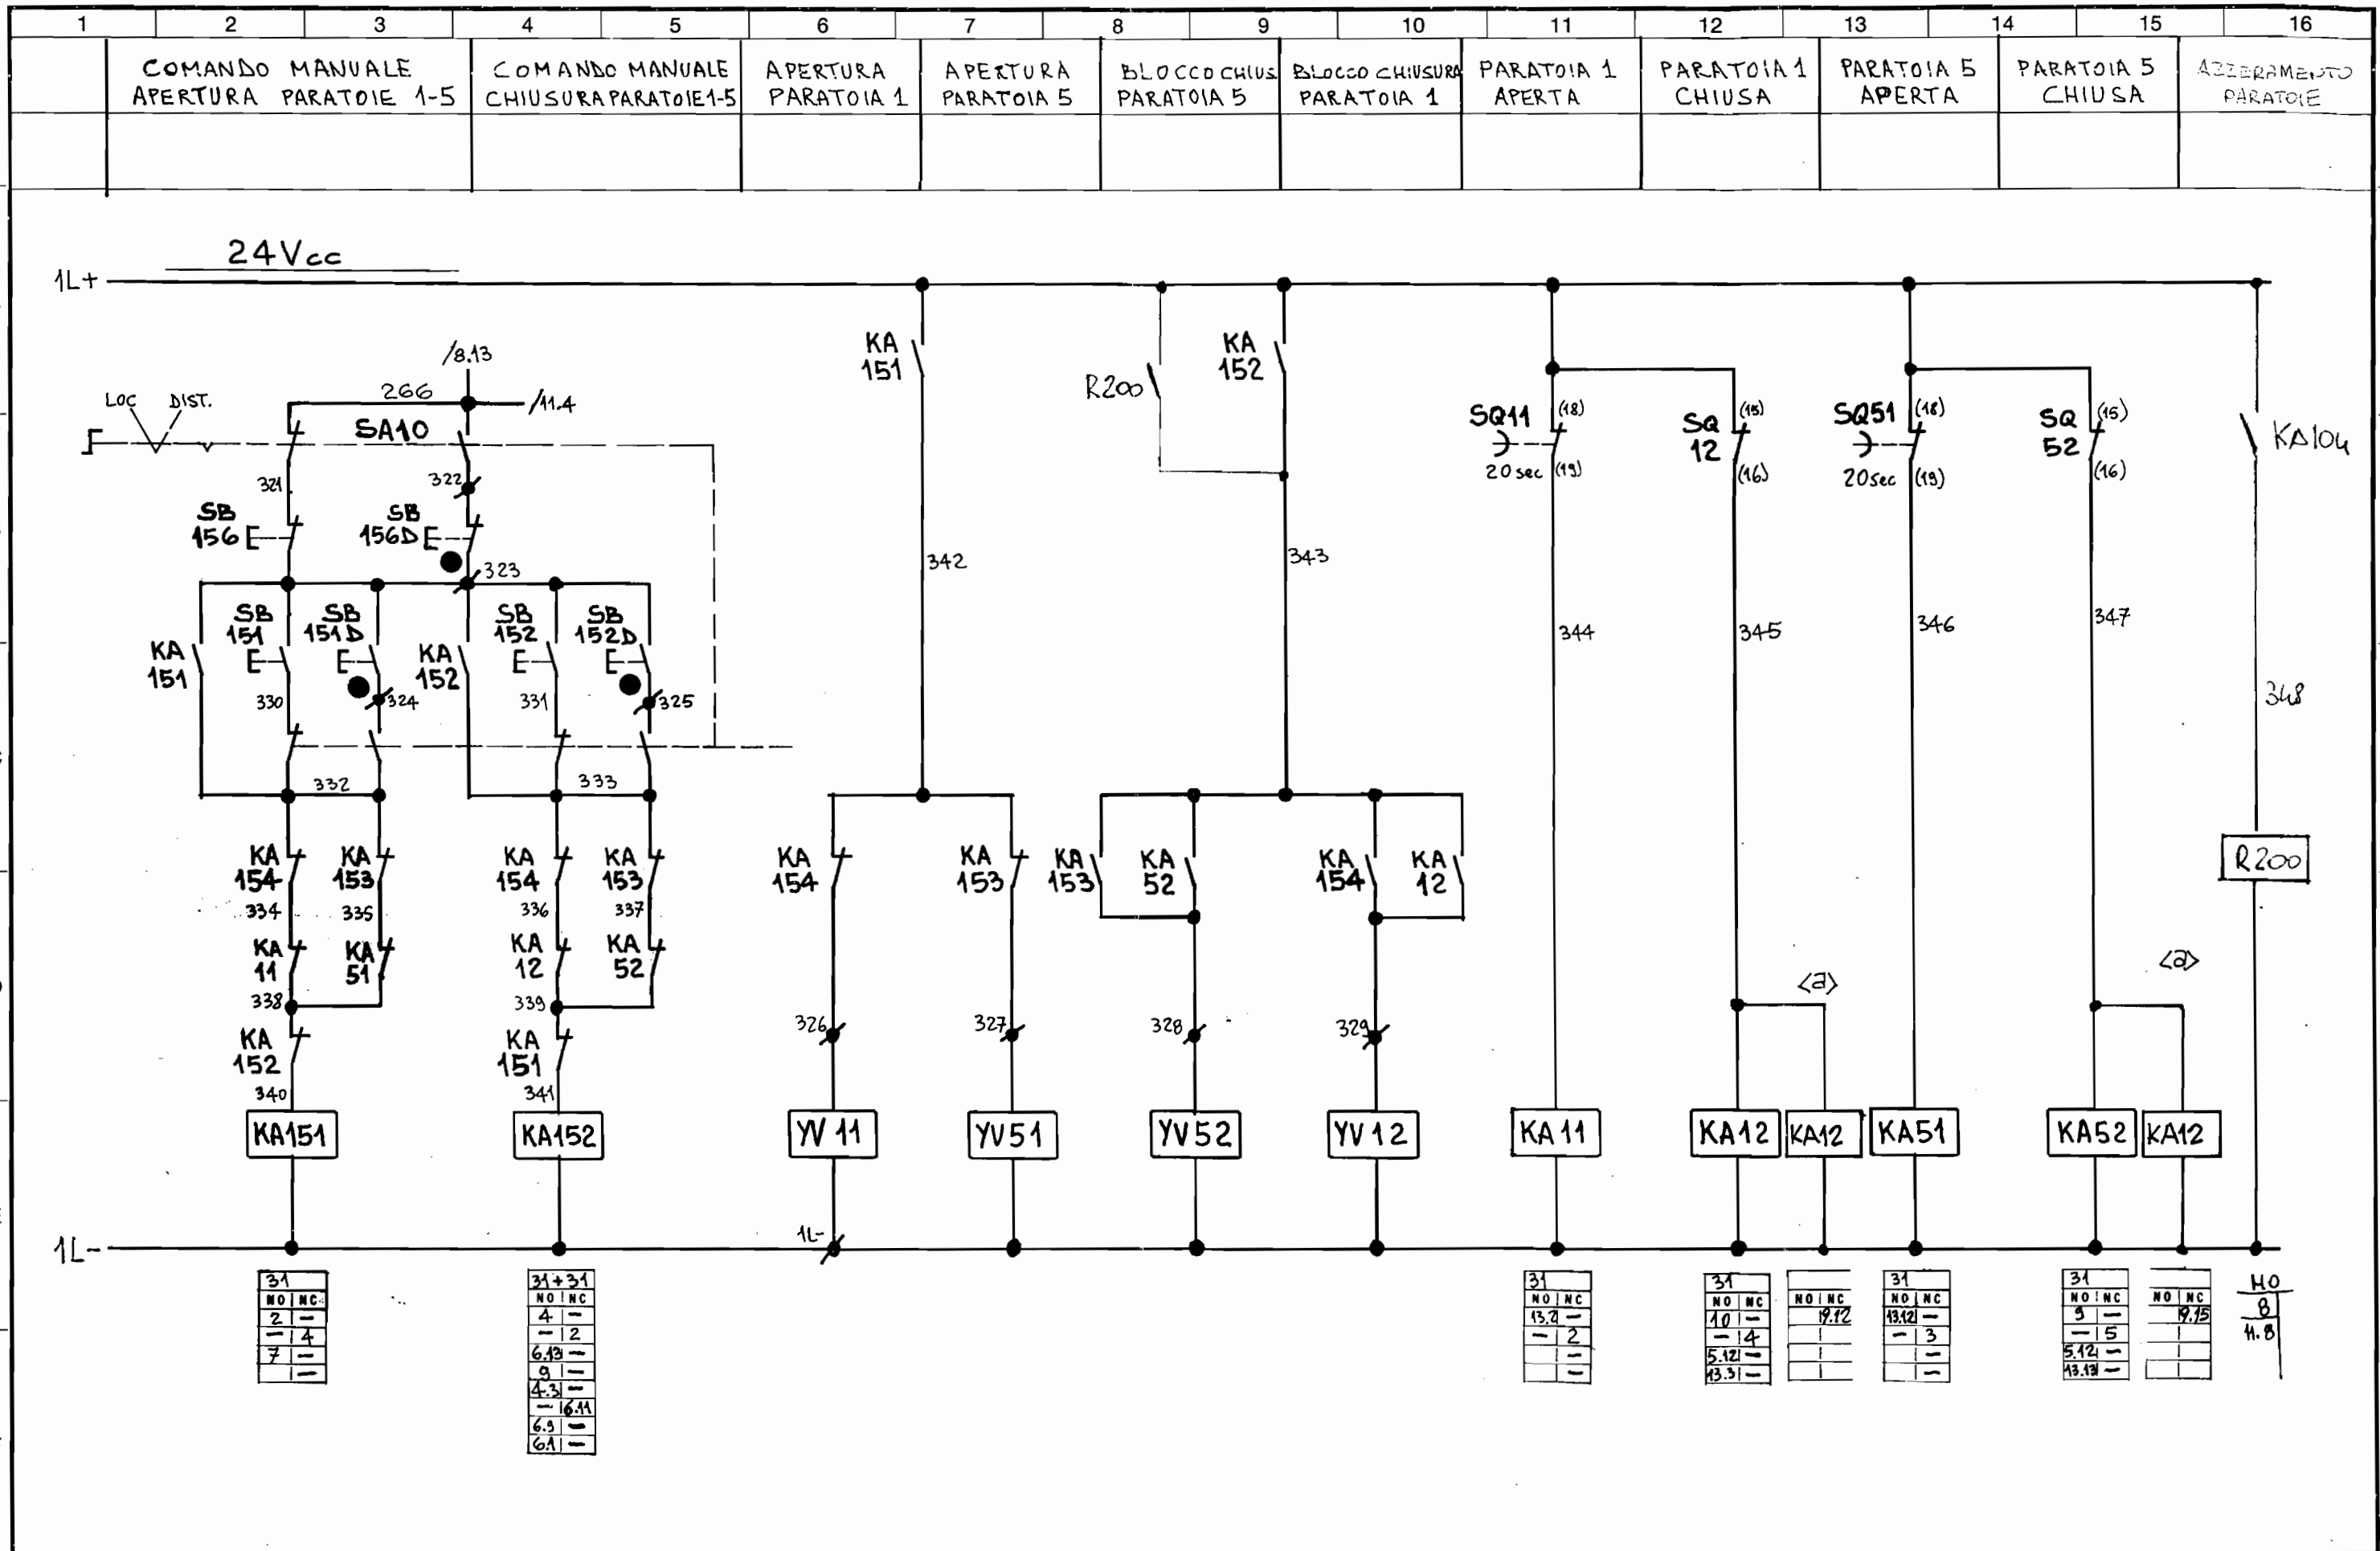 1 2 3 4 5 6 7 8 9 10 11 12 13 14 15 16
COMANDO MANUALE
APERTURA PARATOIE 1-5
COMANDO MANUALE
CHIUSURA PARATOIE 1-5
APERTURA
PARATOIA 1
APERTURA
PARATOIA 5
BLOCCO CHIUS
PARATOIA 5
BLOCCO CHIUSURA
PARATOIA 1
PARATOIA 1
APERTA
PARATOIA 1
CHIUSA
PARATOIA 5
APERTA
PARATOIA 5
CHIUSA
AZZERAMENTO
PARATOIE
24Vcc
1L+
/8.13
266
/11.4
LOC DIST.
SA10
321
322
SB
156
SB
156D
323
KA
151
SB
151
SB
151D
KA
152
SB
152
SB
152D
330
324
331
325
332
333
KA
154
KA
153
KA
154
KA
153
334
335
336
337
KA
11
KA
51
KA
12
KA
52
338
339
KA
152
KA
151
340
341
KA151
KA152
KA
151
342
KA
154
KA
153
326
327
YV11
YV51
R200
KA
152
343
KA
153
KA
52
KA
154
KA
12
328
329
YV52
YV12
SQ11
(18)
20sec
(19)
344
KA11
SQ
12
(15)
(16)
345
<a>
KA12
KA12
SQ51
(18)
20sec
(19)
346
KA51
SQ
52
(15)
(16)
347
<a>
KA52
KA12
KA104
348
R200
1L-
1L-
31
NO NC
2 -
- 4
7 -
-
31+31
NO NC
4 -
- 2
6.13 -
9 -
4.3 -
- 6.11
6.9 -
6.1 -
31
NO NC
13.2 -
- 2
-
-
31
NO NC
10 -
- 4
5.12 -
13.3 -
NO NC
19.12
31
NO NC
13.12 -
- 3
-
-
31
NO NC
9 -
- 5
5.12 -
13.13 -
NO NC
19.15
NO
8
11.8